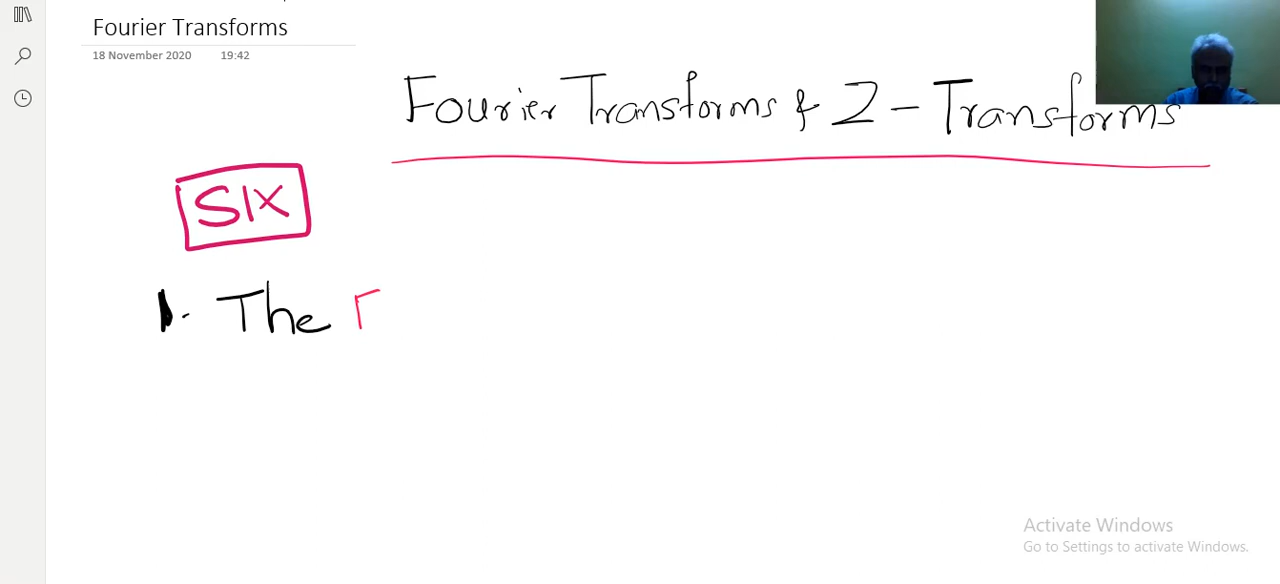 Fourier Transforms
18 November 2020 19:42
Fourier Transforms & Z - Transforms
SIX
1. The
Activate Windows
Go to Settings to activate Windows.